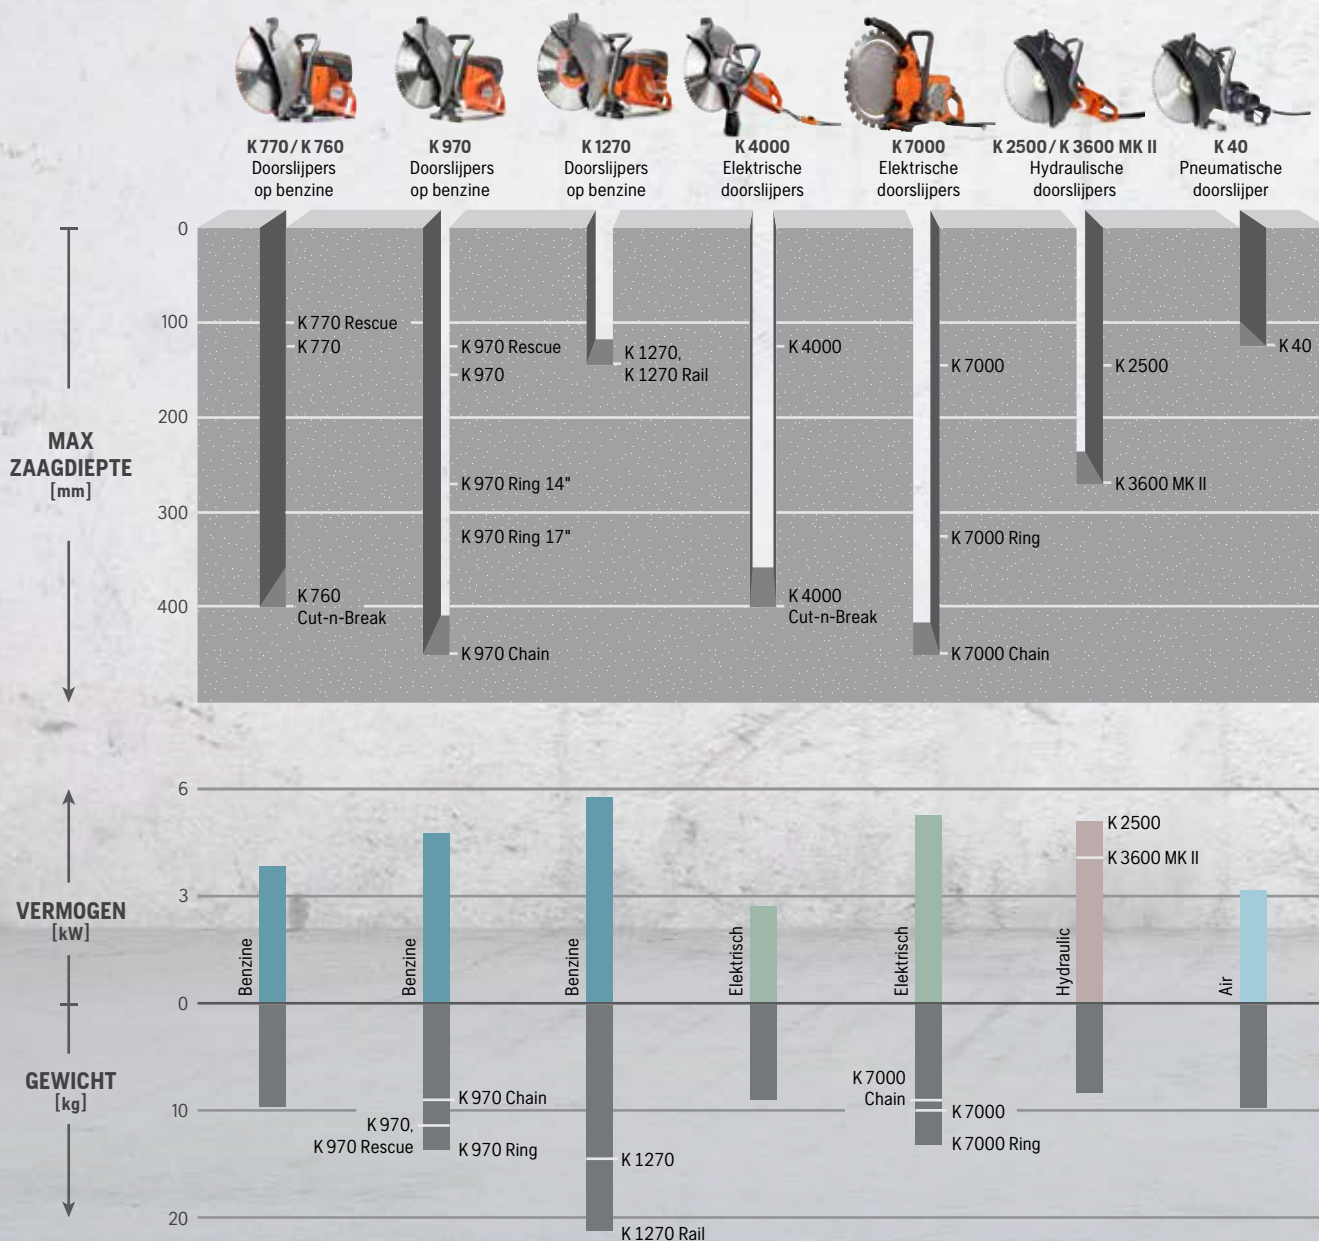 K 770 / K 760
Doorslijpers
op benzine
K 970
Doorslijpers
op benzine
K 1270
Doorslijpers
op benzine
K 4000
Elektrische
doorslijpers
K 7000
Elektrische
doorslijpers
K 2500 / K 3600 MK II
Hydraulische
doorslijpers
K 40
Pneumatische
doorslijper
MAX
ZAAGDIEPTE
[mm]
0
100
200
300
400
K 770 Rescue
K 770
K 760
Cut-n-Break
K 970 Rescue
K 970
K 970 Ring 14"
K 970 Ring 17"
K 970 Chain
K 1270,
K 1270 Rail
K 4000
K 4000
Cut-n-Break
K 7000
K 7000 Ring
K 7000 Chain
K 2500
K 3600 MK II
K 40
VERMOGEN
[kW]
6
3
0
Benzine
Benzine
Benzine
Elektrisch
Elektrisch
Hydraulic
K 2500
K 3600 MK II
Air
GEWICHT
[kg]
10
20
K 970 Chain
K 970,
K 970 Rescue
K 970 Ring
K 1270
K 1270 Rail
K 7000
Chain
K 7000
K 7000 Ring